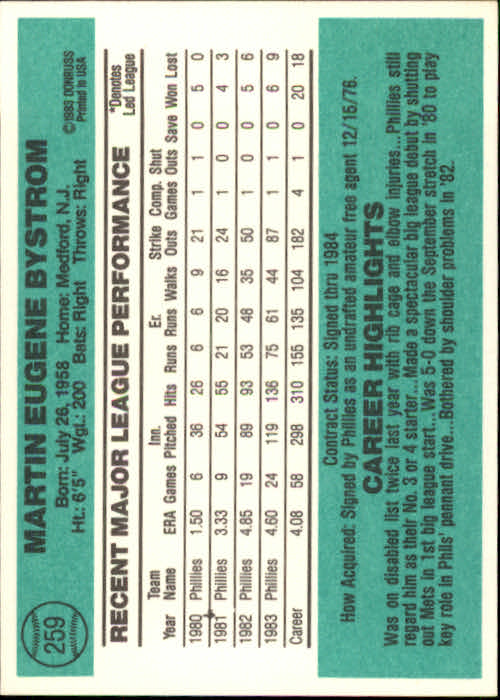 259
MARTIN EUGENE BYSTROM
©1983 DONRUSS
Printed in USA
Born: July 26, 1958 Home: Medford, N.J.
Ht.: 6'5" Wgt.: 200 Bats: Right Throws: Right
RECENT MAJOR LEAGUE PERFORMANCE
*Denotes
Led League
Team Inn. Er. Strike Comp. Shut
Year Name ERA Games Pitched Hits Runs Runs Walks Outs Games Outs Save Won Lost
1980 Phillies 1.50 6 36 26 6 6 9 21 1 1 0 5 0
1981 Phillies 3.33 9 54 55 21 20 16 24 1 0 0 4 3
1982 Phillies 4.85 19 89 93 53 48 35 50 1 0 0 5 6
1983 Phillies 4.60 24 119 136 75 61 44 87 1 0 0 6 9
Career 4.08 58 298 310 155 135 104 182 4 1 0 20 18
Contract Status: Signed thru 1984
How Acquired: Signed by Phillies as an undrafted amateur free agent 12/15/76.
CAREER HIGHLIGHTS
Was on disabled list twice last year with rib cage and elbow injuries... Phillies still
regard him as their No. 3 or 4 starter... Made a spectacular big league debut by shutting
out Mets in 1st big league start... Was 5-0 down the September stretch in '80 to play
key role in Phils' pennant drive... Bothered by shoulder problems in '82.